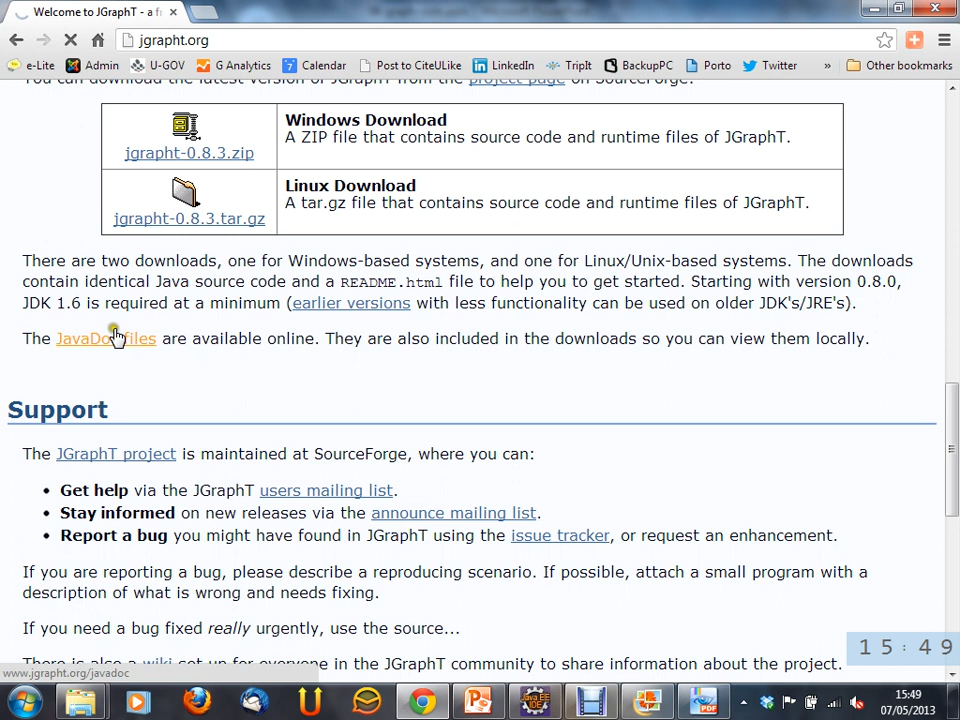 Welcome to JGraphT - a fr
jgrapht.org
e-Lite Admin U-GOV G Analytics 7 Calendar Post to CiteULike LinkedIn TripIt BackupPC Porto Twitter » Other bookmarks
You can download the latest version of JGraphT from the project page on SourceForge.
Windows Download
A ZIP file that contains source code and runtime files of JGraphT.
jgrapht-0.8.3.zip
Linux Download
A tar.gz file that contains source code and runtime files of JGraphT.
jgrapht-0.8.3.tar.gz
There are two downloads, one for Windows-based systems, and one for Linux/Unix-based systems. The downloads
contain identical Java source code and a README.html file to help you to get started. Starting with version 0.8.0,
JDK 1.6 is required at a minimum (earlier versions with less functionality can be used on older JDK's/JRE's).
The JavaDoc files are available online. They are also included in the downloads so you can view them locally.
Support
The JGraphT project is maintained at SourceForge, where you can:
• Get help via the JGraphT users mailing list.
• Stay informed on new releases via the announce mailing list.
• Report a bug you might have found in JGraphT using the issue tracker, or request an enhancement.
If you are reporting a bug, please describe a reproducing scenario. If possible, attach a small program with a
description of what is wrong and needs fixing.
If you need a bug fixed really urgently, use the source...
There is also a wiki set up for everyone in the JGraphT community to share information about the project.
15:49
www.jgrapht.org/javadoc
Java EE
IDE
PDF
15:49
07/05/2013